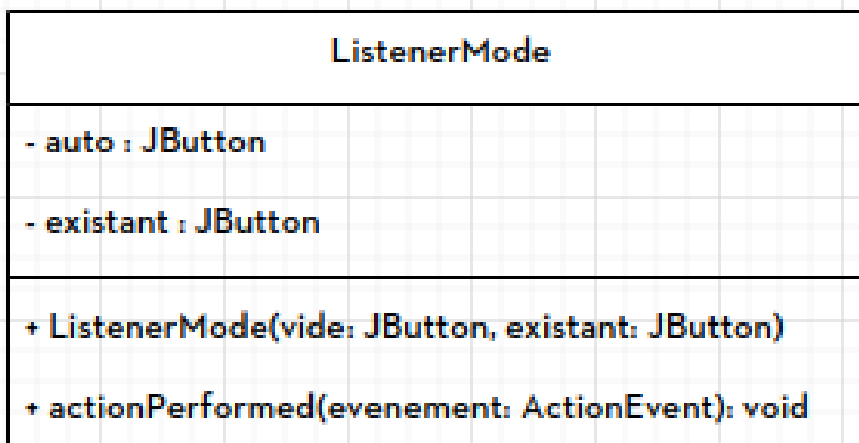 ListenerMode
- auto : JButton
- existant : JButton
+ ListenerMode(vide: JButton, existant: JButton)
+ actionPerformed(evenement: ActionEvent): void